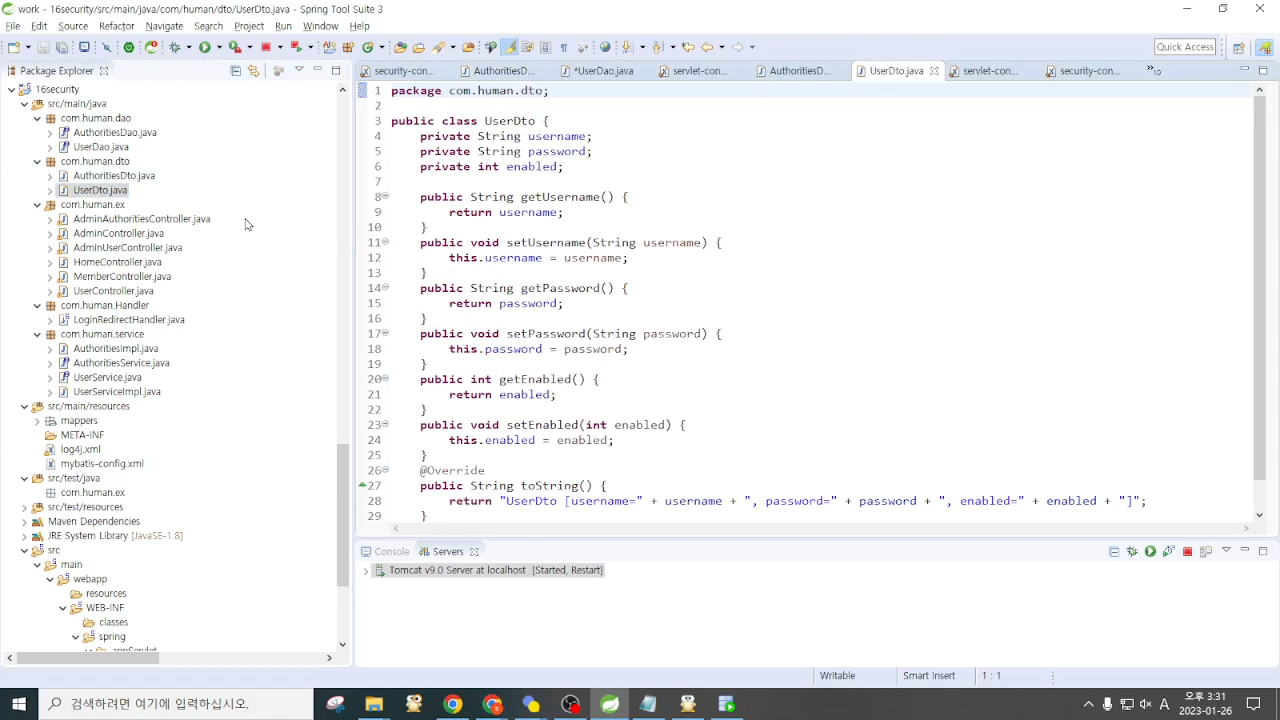 work - 16security/src/main/java/com/human/dto/UserDto.java - Spring Tool Suite 3
File Edit Source Refactor Navigate Search Project Run Window Help
Quick Access
Package Explorer
16security
src/main/java
com.human.dao
AuthoritiesDao.java
UserDao.java
com.human.dto
AuthoritiesDto.java
UserDto.java
com.human.ex
AdminAuthoritiesController.java
AdminController.java
AdminUserController.java
HomeController.java
MemberController.java
UserController.java
com.human.Handler
LoginRedirectHandler.java
com.human.service
AuthoritiesImpl.java
AuthoritiesService.java
UserService.java
UserServiceImpl.java
src/main/resources
mappers
META-INF
log4j.xml
mybatis-config.xml
src/test/java
com.human.ex
src/test/resources
Maven Dependencies
JRE System Library [JavaSE-1.8]
src
main
webapp
resources
WEB-INF
classes
spring
appServlet
security-con... AuthoritiesD... *UserDao.java servlet-con... AuthoritiesD... UserDto.java servlet-con... security-con... »10
1 package com.human.dto;
2
3 public class UserDto {
4 private String username;
5 private String password;
6 private int enabled;
7
8 public String getUsername() {
9 return username;
10 }
11 public void setUsername(String username) {
12 this.username = username;
13 }
14 public String getPassword() {
15 return password;
16 }
17 public void setPassword(String password) {
18 this.password = password;
19 }
20 public int getEnabled() {
21 return enabled;
22 }
23 public void setEnabled(int enabled) {
24 this.enabled = enabled;
25 }
26 @Override
27 public String toString() {
28 return "UserDto [username=" + username + ", password=" + password + ", enabled=" + enabled + "]";
29 }
Console Servers
Tomcat v9.0 Server at localhost [Started, Restart]
Writable Smart Insert 1 : 1
검색하려면 여기에 입력하십시오.
A
오후 3:31
2023-01-26